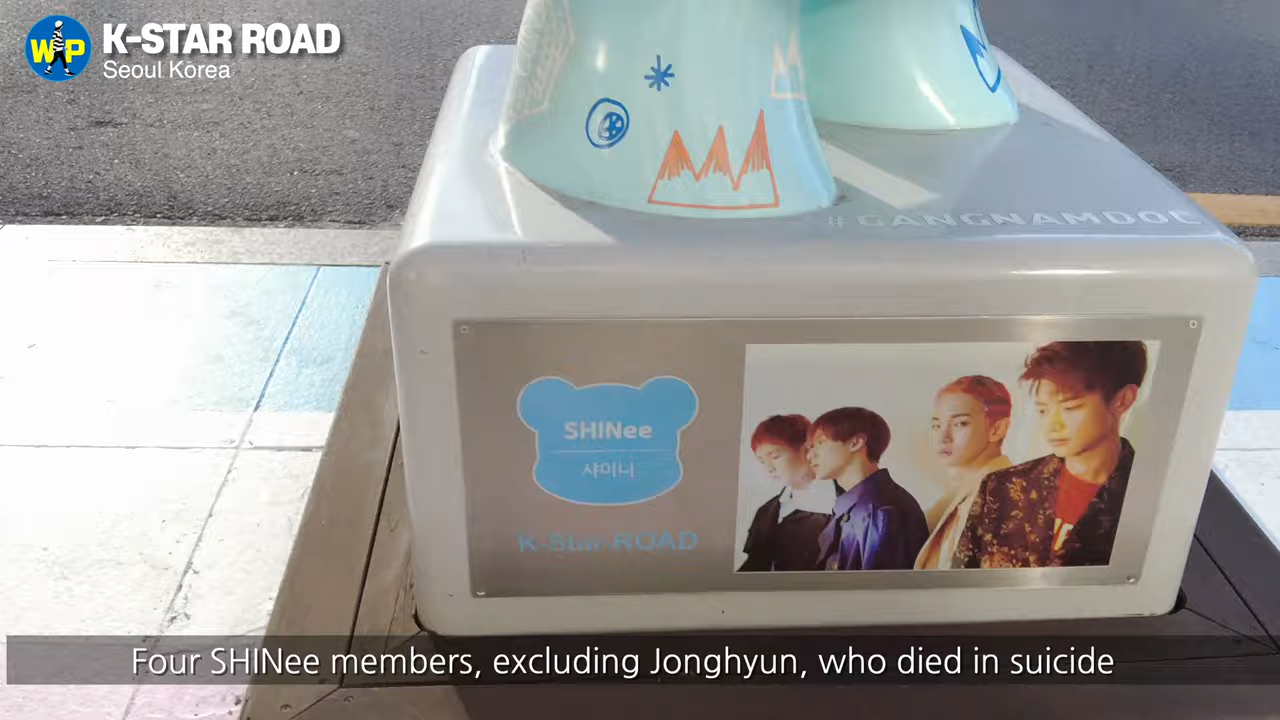 WP
K-STAR ROAD
Seoul Korea
#GANGNAMDOL
SHINee
샤이니
K-Star ROAD
Four SHINee members, excluding Jonghyun, who died in suicide